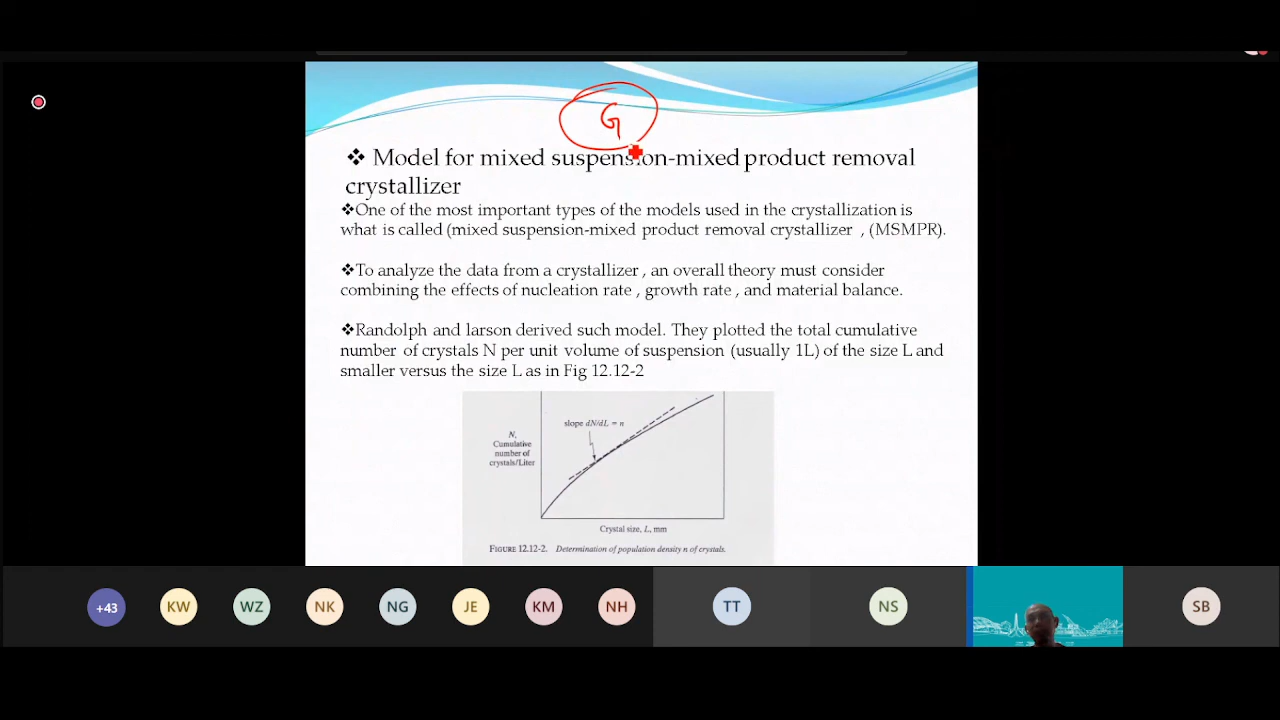 G
❖ Model for mixed suspension-mixed product removal
crystallizer
❖One of the most important types of the models used in the crystallization is
what is called (mixed suspension-mixed product removal crystallizer , (MSMPR).
❖To analyze the data from a crystallizer , an overall theory must consider
combining the effects of nucleation rate , growth rate , and material balance.
❖Randolph and larson derived such model. They plotted the total cumulative
number of crystals N per unit volume of suspension (usually 1L) of the size L and
smaller versus the size L as in Fig 12.12-2
slope dN/dL = n
N,
Cumulative
number of
crystals/Liter
Crystal size, L, mm
FIGURE 12.12-2. Determination of population density n of crystals.
+43 KW WZ NK NG JE KM NH TT NS SB